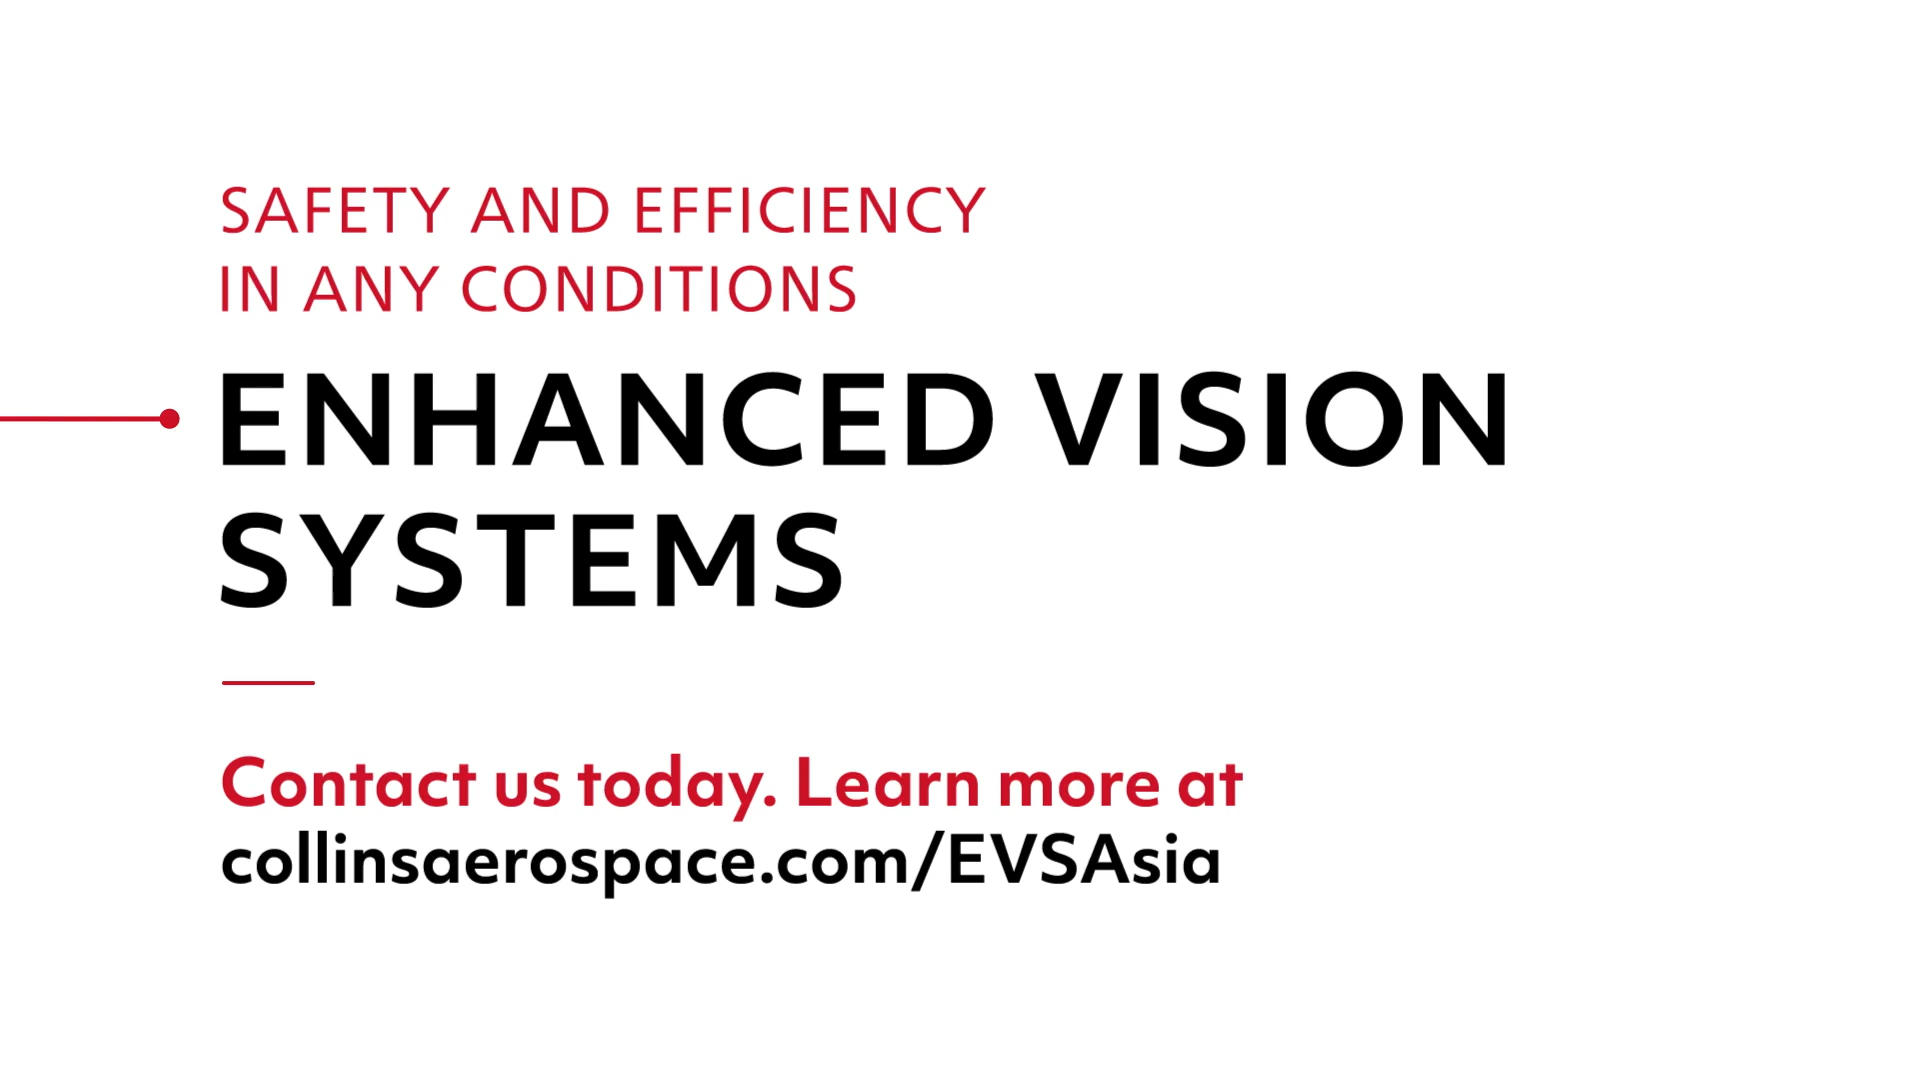 SAFETY AND EFFICIENCY
IN ANY CONDITIONS
ENHANCED VISION
SYSTEMS
Contact us today. Learn more at
collinsaerospace.com/EVSAsia